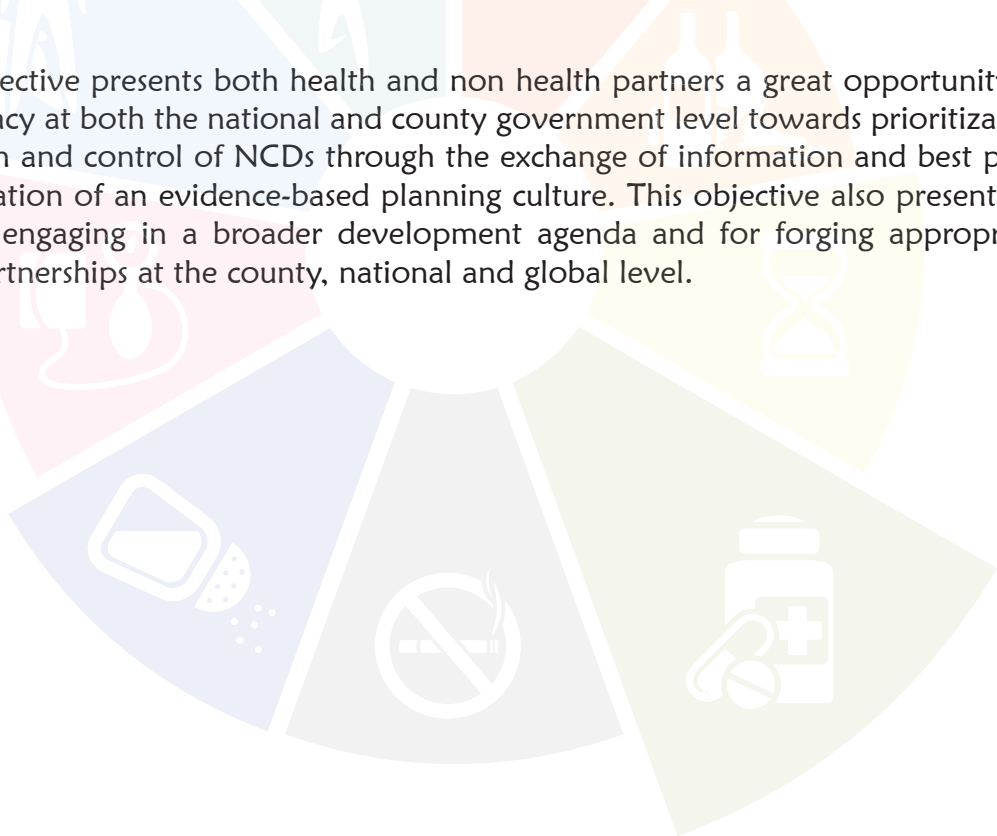 ective presents both health and non health partners a great opportunit
acy at both the national and county government level towards prioritiza
n and control of NCDs through the exchange of information and best p
ation of an evidence-based planning culture. This objective also present
engaging in a broader development agenda and for forging appropr
rtnerships at the county, national and global level.